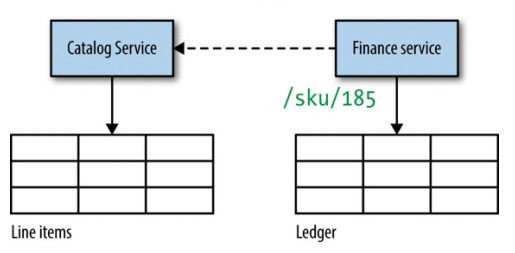 Catalog Service
Finance service
/sku/185
Line items
Ledger